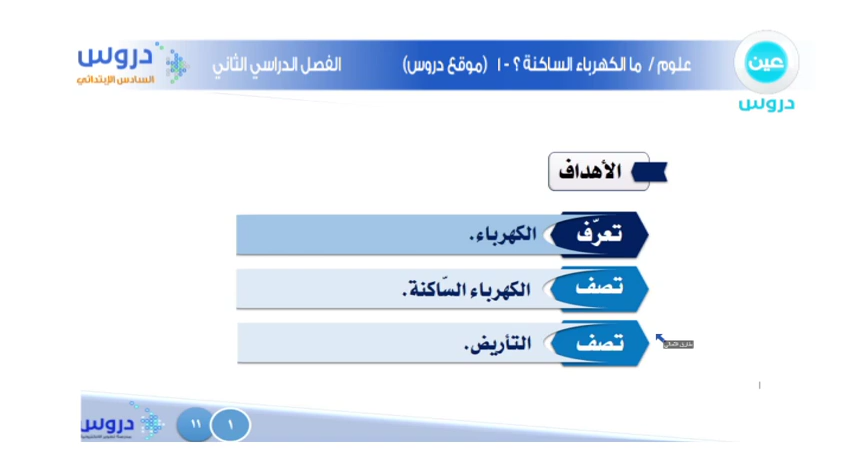 علوم / ما الكهرباء الساكنة ؟ -١ (موقع دروس)
الفصل الدراسي الثاني
دروس
السادس الابتدائي
عين
دروس
الأهداف
تعرّف الكهرباء.
تصف الكهرباء السّاكنة.
تصف التأريض.
دروس
١١
١